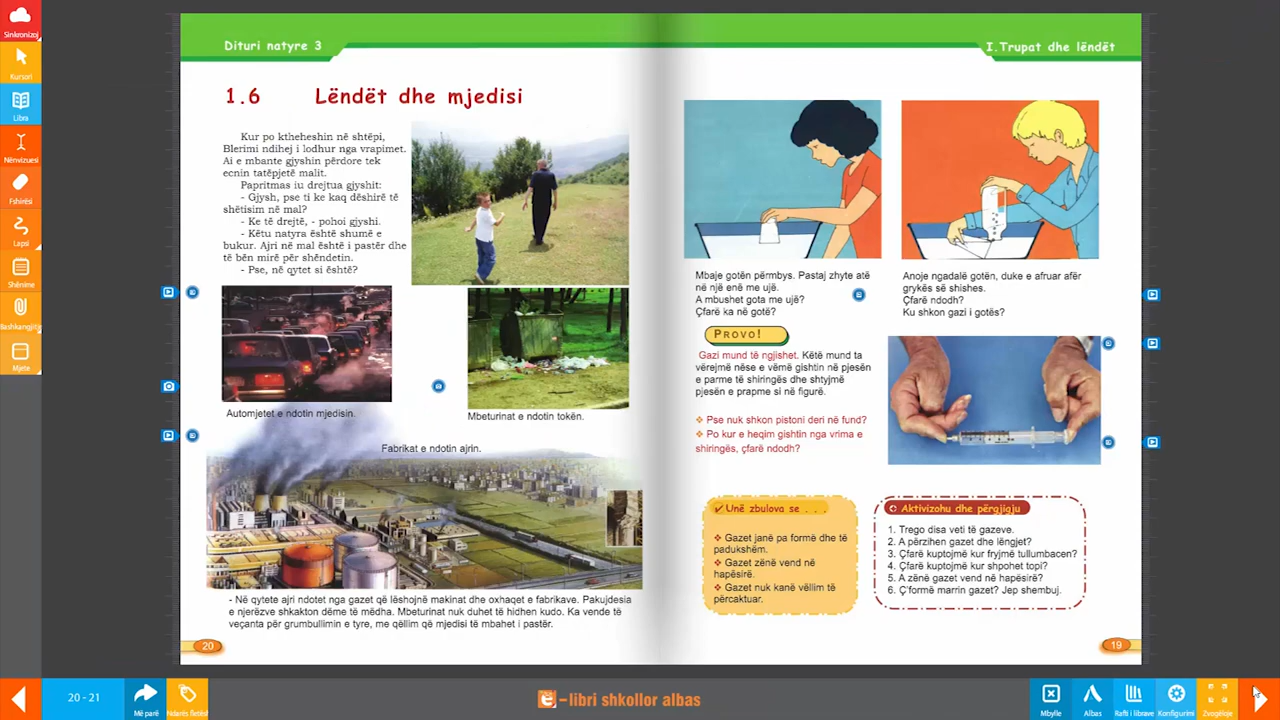 Sinkronizoj
Kursori
Libra
Nënvizuesi
Fshirësi
Lapsi
Shënime
Bashkangjitj
Mjete
Dituri natyre 3
1.6 Lëndët dhe mjedisi
Kur po ktheheshin në shtëpi,
Blerimi ndihej i lodhur nga vrapimet.
Ai e mbante gjyshin përdore tek
ecnin tatëpjetë malit.
Papritmas iu drejtua gjyshit:
- Gjysh, pse ti ke kaq dëshirë të
shëtisim në mal?
- Ke të drejtë, - pohoi gjyshi.
- Këtu natyra është shumë e
bukur. Ajri në mal është i pastër dhe
të bën mirë për shëndetin.
- Pse, në qytet si është?
Automjetet e ndotin mjedisin.
Mbeturinat e ndotin tokën.
Fabrikat e ndotin ajrin.
- Në qytete ajri ndotet nga gazet që lëshojnë makinat dhe oxhaqet e fabrikave. Pakujdesia
e njerëzve shkakton dëme të mëdha. Mbeturinat nuk duhet të hidhen kudo. Ka vende të
veçanta për grumbullimin e tyre, me qëllim që mjedisi të mbahet i pastër.
20
I.Trupat dhe lëndët
Mbaje gotën përmbys. Pastaj zhyte atë
në një enë me ujë.
A mbushet gota me ujë?
Çfarë ka në gotë?
Anoje ngadalë gotën, duke e afruar afër
grykës së shishes.
Çfarë ndodh?
Ku shkon gazi i gotës?
PROVO!
Gazi mund të ngjishet. Këtë mund ta
vërejmë nëse e vëmë gishtin në pjesën
e parme të shiringës dhe shtyjmë
pjesën e prapme si në figurë.
Pse nuk shkon pistoni deri në fund?
Po kur e heqim gishtin nga vrima e
shiringës, çfarë ndodh?
Unë zbulova se . . .
Gazet janë pa formë dhe të
padukshëm.
Gazet zënë vend në
hapësirë.
Gazet nuk kanë vëllim të
përcaktuar.
Aktivizohu dhe përgjigju
1. Trego disa veti të gazeve.
2. A përzihen gazet dhe lëngjet?
3. Çfarë kuptojmë kur fryjmë tullumbacen?
4. Çfarë kuptojmë kur shpohet topi?
5. A zënë gazet vend në hapësirë?
6. Ç'formë marrin gazet? Jep shembuj.
19
20 - 21
Më parë
Ndarës fletësh
e-libri shkollor albas
Mbylle
Albas
Rafti i librave
Konfigurimi
Zvogëloje